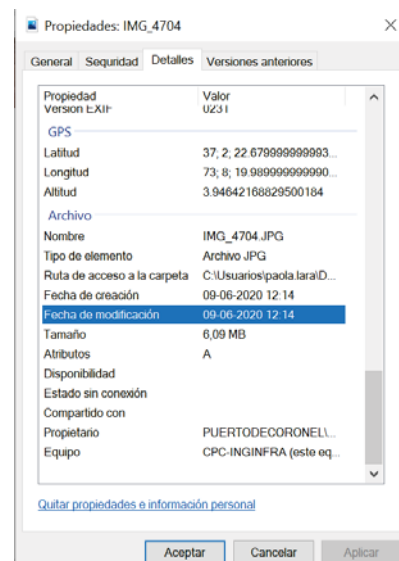 Propiedades: IMG_4704
General Seguridad Detalles Versiones anteriores
Propiedad Valor
Versión EXIF 0231
GPS
Latitud 37; 2; 22.679999999993...
Longitud 73; 8; 19.989999999990...
Altitud 3.94642168829500184
Archivo
Nombre IMG_4704.JPG
Tipo de elemento Archivo JPG
Ruta de acceso a la carpeta C:\Usuarios\paola.lara\D...
Fecha de creación 09-06-2020 12:14
Fecha de modificación 09-06-2020 12:14
Tamaño 6,09 MB
Atributos A
Disponibilidad
Estado sin conexión
Compartido con
Propietario PUERTODECORONEL\...
Equipo CPC-INGINFRA (este eq...
Quitar propiedades e información personal
Aceptar Cancelar Aplicar